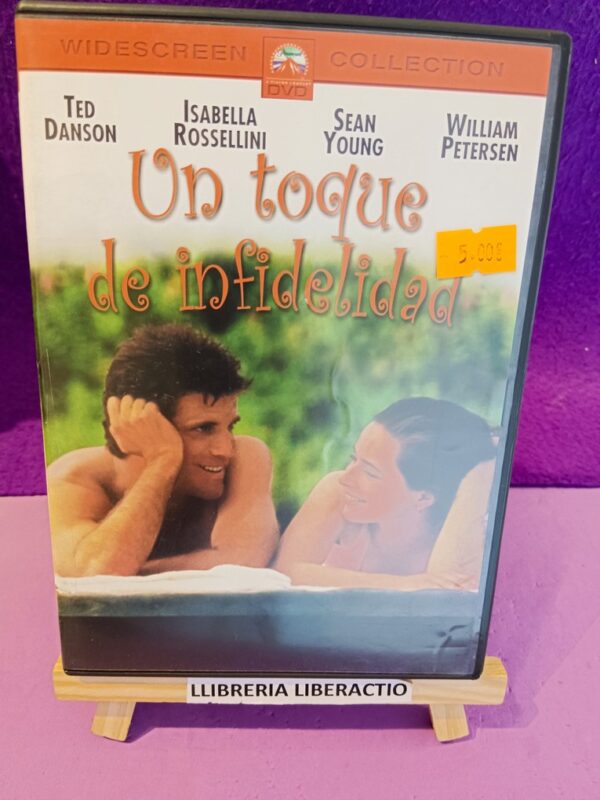 WIDESCREEN COLLECTION
DVD
TED DANSON
ISABELLA ROSSELLINI
SEAN YOUNG
WILLIAM PETERSEN
Un toque
de infidelidad
5.00€
LLIBRERIA LIBERACTIO